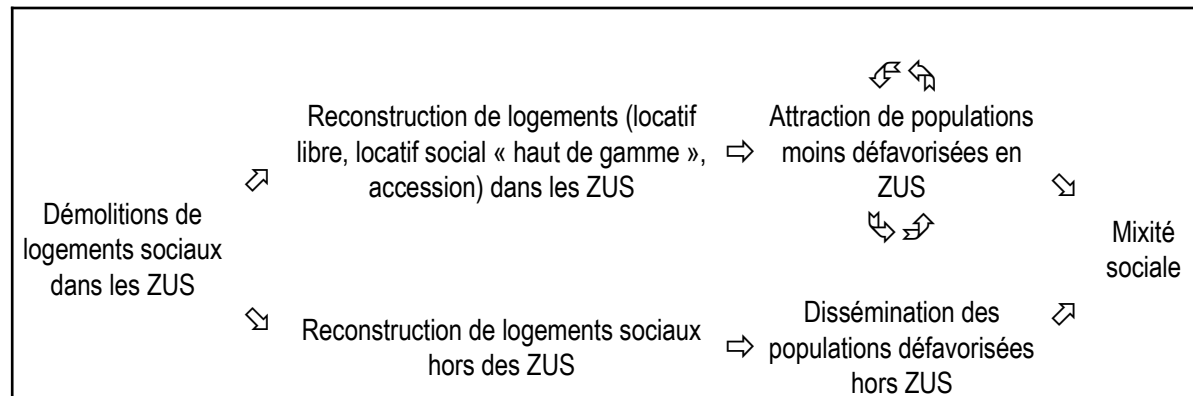 Démolitions de
logements sociaux
dans les ZUS
Reconstruction de logements (locatif
libre, locatif social « haut de gamme »,
accession) dans les ZUS
Attraction de populations
moins défavorisées en
ZUS
Reconstruction de logements sociaux
hors des ZUS
Dissémination des
populations défavorisées
hors ZUS
Mixité
sociale